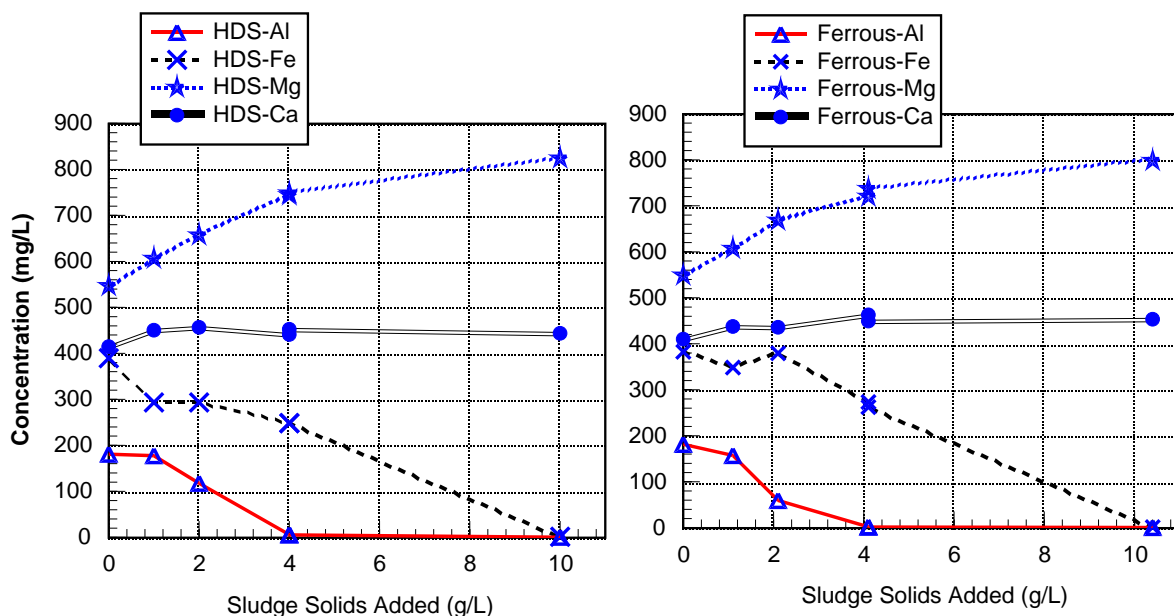 HDS-Al
HDS-Fe
HDS-Mg
HDS-Ca
900
800
700
600
500
400
300
200
100
0
0 2 4 6 8 10
Concentration (mg/L)
Sludge Solids Added (g/L)
Ferrous-Al
Ferrous-Fe
Ferrous-Mg
Ferrous-Ca
900
800
700
600
500
400
300
200
100
0
0 2 4 6 8 10
Sludge Solids Added (g/L)